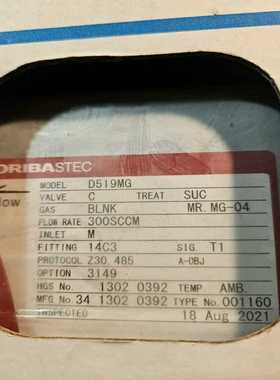 ORIBASTEC
low
MODEL D519MG
VALVE C TREAT SUC
GAS BLNK MR.MG-04
FLOW RATE 300SCCM
INLET M
FITTING 14C3 SIG. T1
PROTOCOL Z30.485 A-CBJ
OPTION 3149
HGS No 1302 0392 TEMP AMB.
MFG No 34 1302 0392 TYPE No 001160
INSPECTED 18 Aug 2021